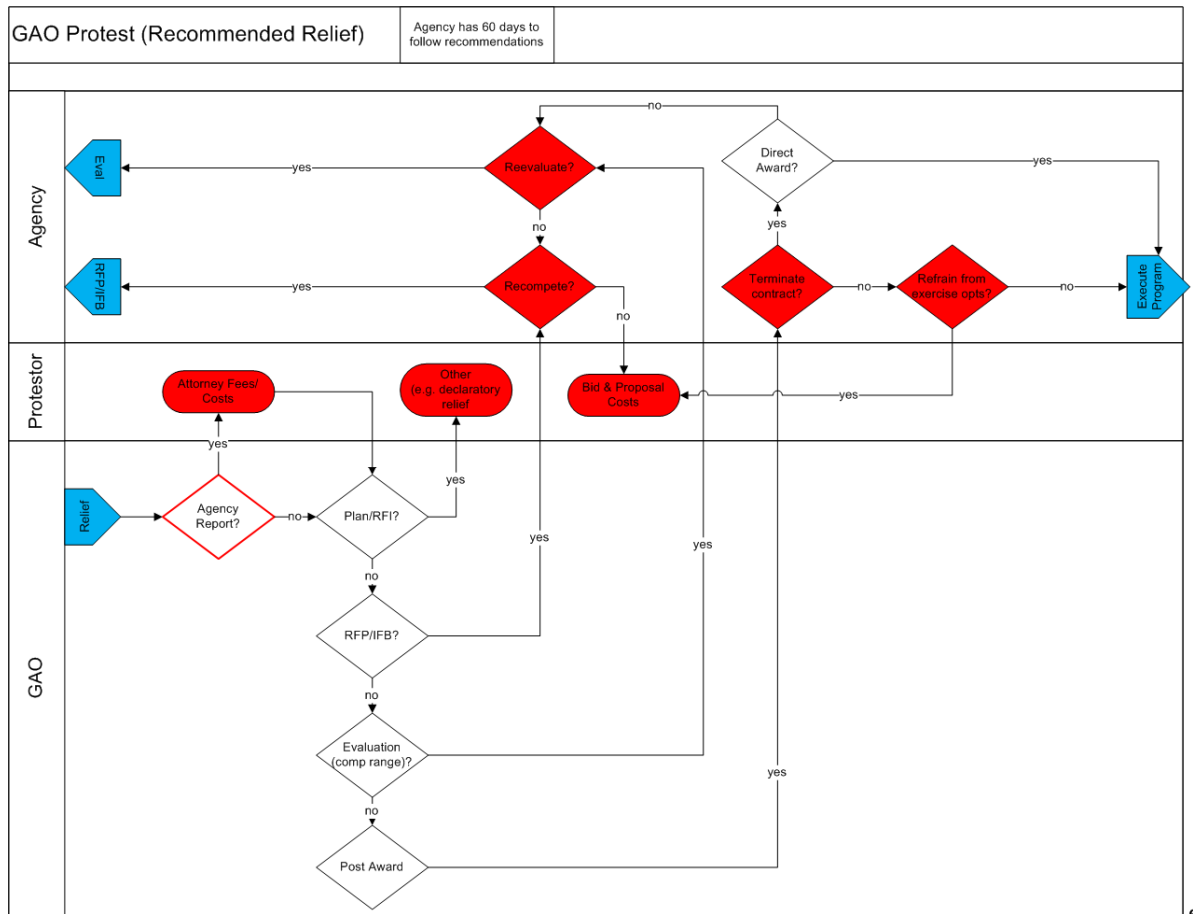 GAO Protest (Recommended Relief)
Agency has 60 days to
follow recommendations
Agency
no
Eval
yes
Reevaluate?
Direct
Award?
yes
no
yes
RFP/IFB
yes
Recompete?
no
Terminate
contract?
no
Refrain from
exercise opts?
no
Execute
Program
Protestor
Attorney Fees/
Costs
Other
(e.g. declaratory
relief
Bid & Proposal
Costs
yes
GAO
yes
Relief
Agency
Report?
no
Plan/RFI?
yes
yes
yes
no
RFP/IFB?
no
Evaluation
(comp range)?
yes
no
Post Award